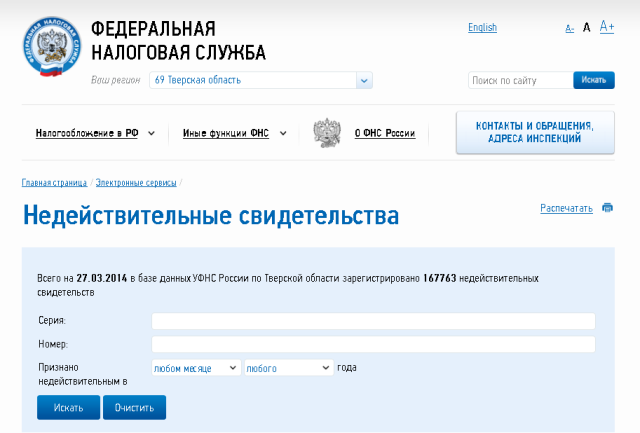 ФЕДЕРАЛЬНАЯ НАЛОГОВАЯ СЛУЖБА
ФЕДЕРАЛЬНАЯ
НАЛОГОВАЯ СЛУЖБА
English
A- A A+
Ваш регион 69 Тверская область
Поиск по сайту Искать
Налогообложение в РФ Иные функции ФНС О ФНС России
КОНТАКТЫ И ОБРАЩЕНИЯ,
АДРЕСА ИНСПЕКЦИЙ
Главная страница / Электронные сервисы /
Недействительные свидетельства
Распечатать
Всего на 27.03.2014 в базе данных УФНС России по Тверской области зарегистрировано 167763 недействительных
свидетельств
Серия:
Номер:
Признано
недействительным в
любом месяце любого года
Искать Очистить